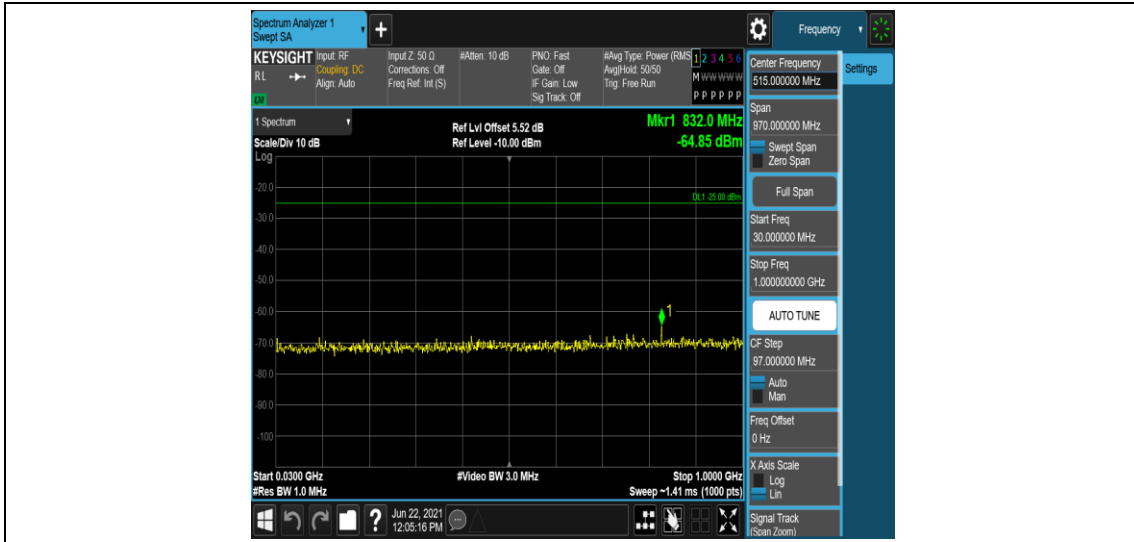 Spectrum Analyzer 1
Swept SA
Frequency
KEYSIGHT
R L
Input: RF
Coupling: DC
Align: Auto
Input Z: 50 Ω
Corrections: Off
Freq Ref: Int (S)
#Atten: 10 dB
PNO: Fast
Gate: Off
IF Gain: Low
Sig Track: Off
#Avg Type: Power (RMS
Avg|Hold: 50/50
Trig: Free Run
1 2 3 4 5 6
M W W W W W
P P P P P P
1 Spectrum
Scale/Div 10 dB
Log
Ref Lvl Offset 5.52 dB
Ref Level -10.00 dBm
Mkr1 832.0 MHz
-64.85 dBm
DL1 -25.00 dBm
-20.0
-30.0
-40.0
-50.0
-60.0
-70.0
-80.0
-90.0
-100
1
Start 0.0300 GHz
#Res BW 1.0 MHz
#Video BW 3.0 MHz
Stop 1.0000 GHz
Sweep ~1.41 ms (1000 pts)
Center Frequency
515.000000 MHz
Settings
Span
970.000000 MHz
Swept Span
Zero Span
Full Span
Start Freq
30.000000 MHz
Stop Freq
1.000000000 GHz
AUTO TUNE
CF Step
97.000000 MHz
Auto
Man
Freq Offset
0 Hz
X Axis Scale
Log
Lin
Signal Track
(Span Zoom)
?
Jun 22, 2021
12:05:16 PM